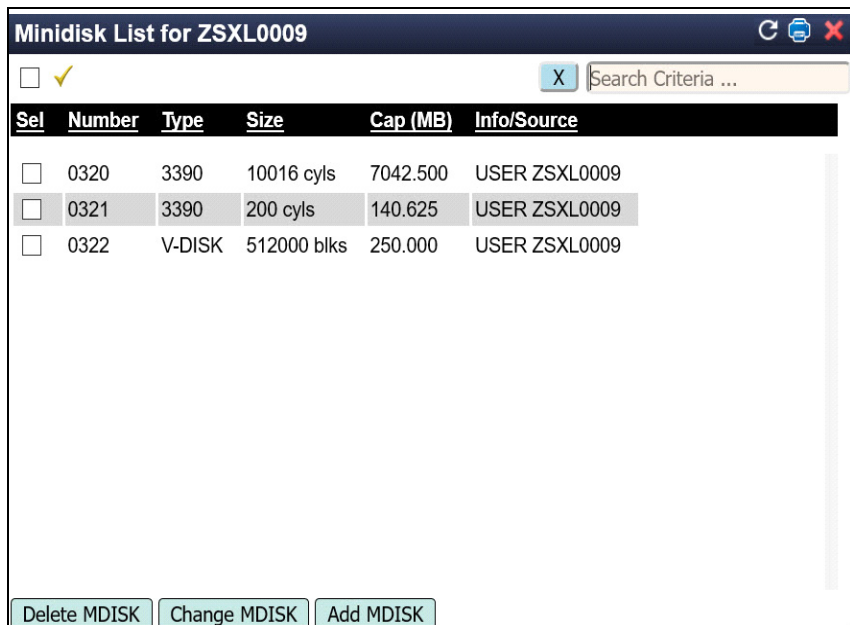 Minidisk List for ZSXL0009
X Search Criteria ...
Sel Number Type Size Cap (MB) Info/Source
0320 3390 10016 cyls 7042.500 USER ZSXL0009
0321 3390 200 cyls 140.625 USER ZSXL0009
0322 V-DISK 512000 blks 250.000 USER ZSXL0009
Delete MDISK Change MDISK Add MDISK